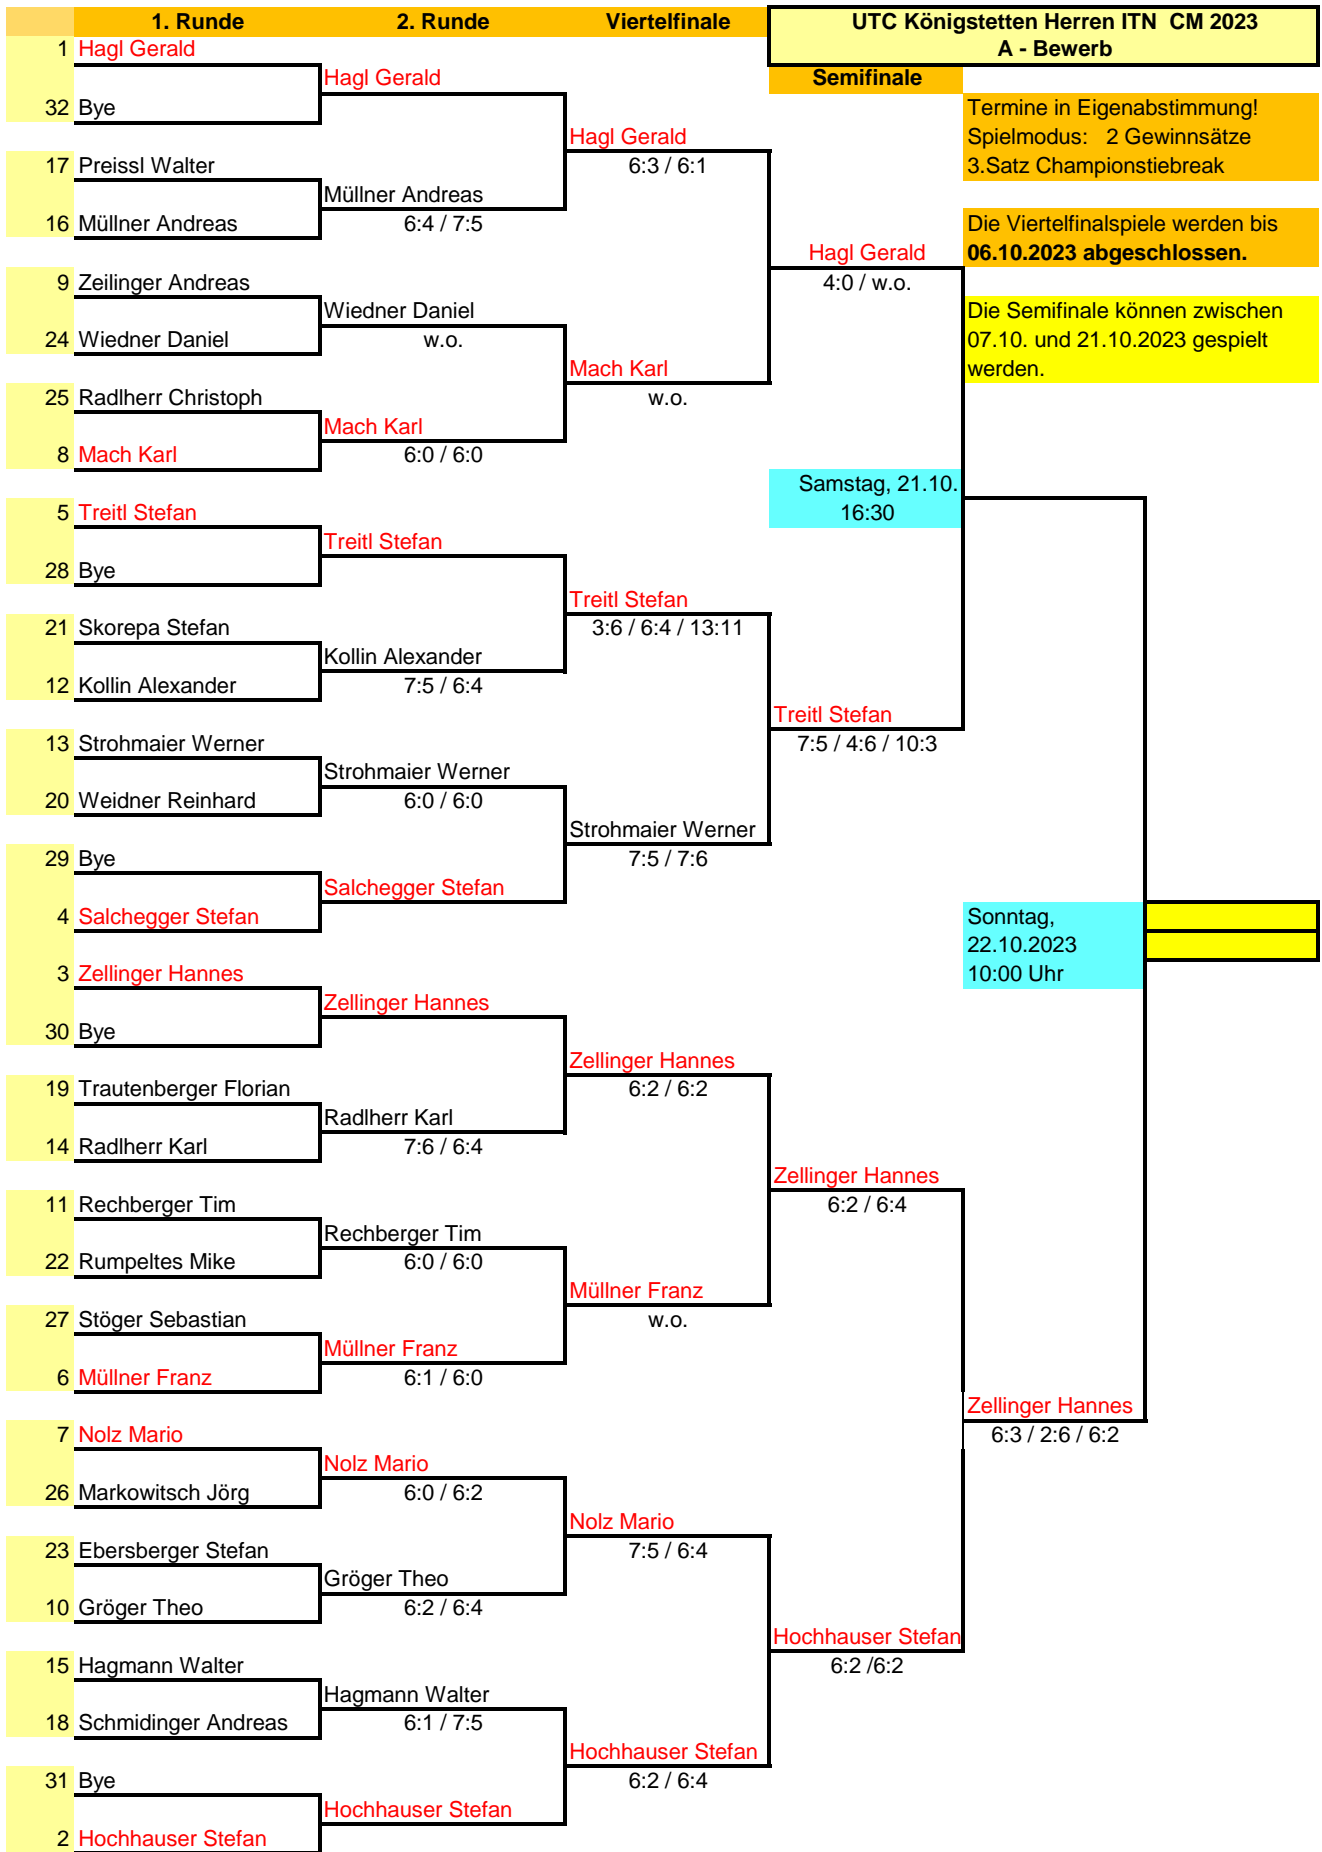 1. Runde 2. Runde Viertelfinale UTC Königstetten Herren ITN CM 2023
A - Bewerb
1 Hagl Gerald
Hagl Gerald Semifinale
32 Bye Termine in Eigenabstimmung!
Hagl Gerald Spielmodus: 2 Gewinnsätze
17 Preissl Walter 6:3 / 6:1 3.Satz Championstiebreak
Müllner Andreas
16 Müllner Andreas 6:4 / 7:5 Die Viertelfinalspiele werden bis
Hagl Gerald 06.10.2023 abgeschlossen.
9 Zeilinger Andreas 4:0 / w.o.
Wiedner Daniel Die Semifinale können zwischen
24 Wiedner Daniel w.o. 07.10. und 21.10.2023 gespielt
Mach Karl werden.
25 Radlherr Christoph w.o.
Mach Karl
8 Mach Karl 6:0 / 6:0
Samstag, 21.10.
5 Treitl Stefan 16:30
Treitl Stefan
28 Bye
Treitl Stefan
21 Skorepa Stefan 3:6 / 6:4 / 13:11
Kollin Alexander
12 Kollin Alexander 7:5 / 6:4
Treitl Stefan
13 Strohmaier Werner 7:5 / 4:6 / 10:3
Strohmaier Werner
20 Weidner Reinhard 6:0 / 6:0
Strohmaier Werner
29 Bye 7:5 / 7:6
Salchegger Stefan
4 Salchegger Stefan Sonntag,
22.10.2023
3 Zellinger Hannes 10:00 Uhr
Zellinger Hannes
30 Bye
Zellinger Hannes
19 Trautenberger Florian 6:2 / 6:2
Radlherr Karl
14 Radlherr Karl 7:6 / 6:4
Zellinger Hannes
11 Rechberger Tim 6:2 / 6:4
Rechberger Tim
22 Rumpeltes Mike 6:0 / 6:0
Müllner Franz
27 Stöger Sebastian w.o.
Müllner Franz
6 Müllner Franz 6:1 / 6:0
Zellinger Hannes
7 Nolz Mario 6:3 / 2:6 / 6:2
Nolz Mario
26 Markowitsch Jörg 6:0 / 6:2
Nolz Mario
23 Ebersberger Stefan 7:5 / 6:4
Gröger Theo
10 Gröger Theo 6:2 / 6:4
Hochhauser Stefan
15 Hagmann Walter 6:2 /6:2
Hagmann Walter
18 Schmidinger Andreas 6:1 / 7:5
Hochhauser Stefan
31 Bye 6:2 / 6:4
Hochhauser Stefan
2 Hochhauser Stefan